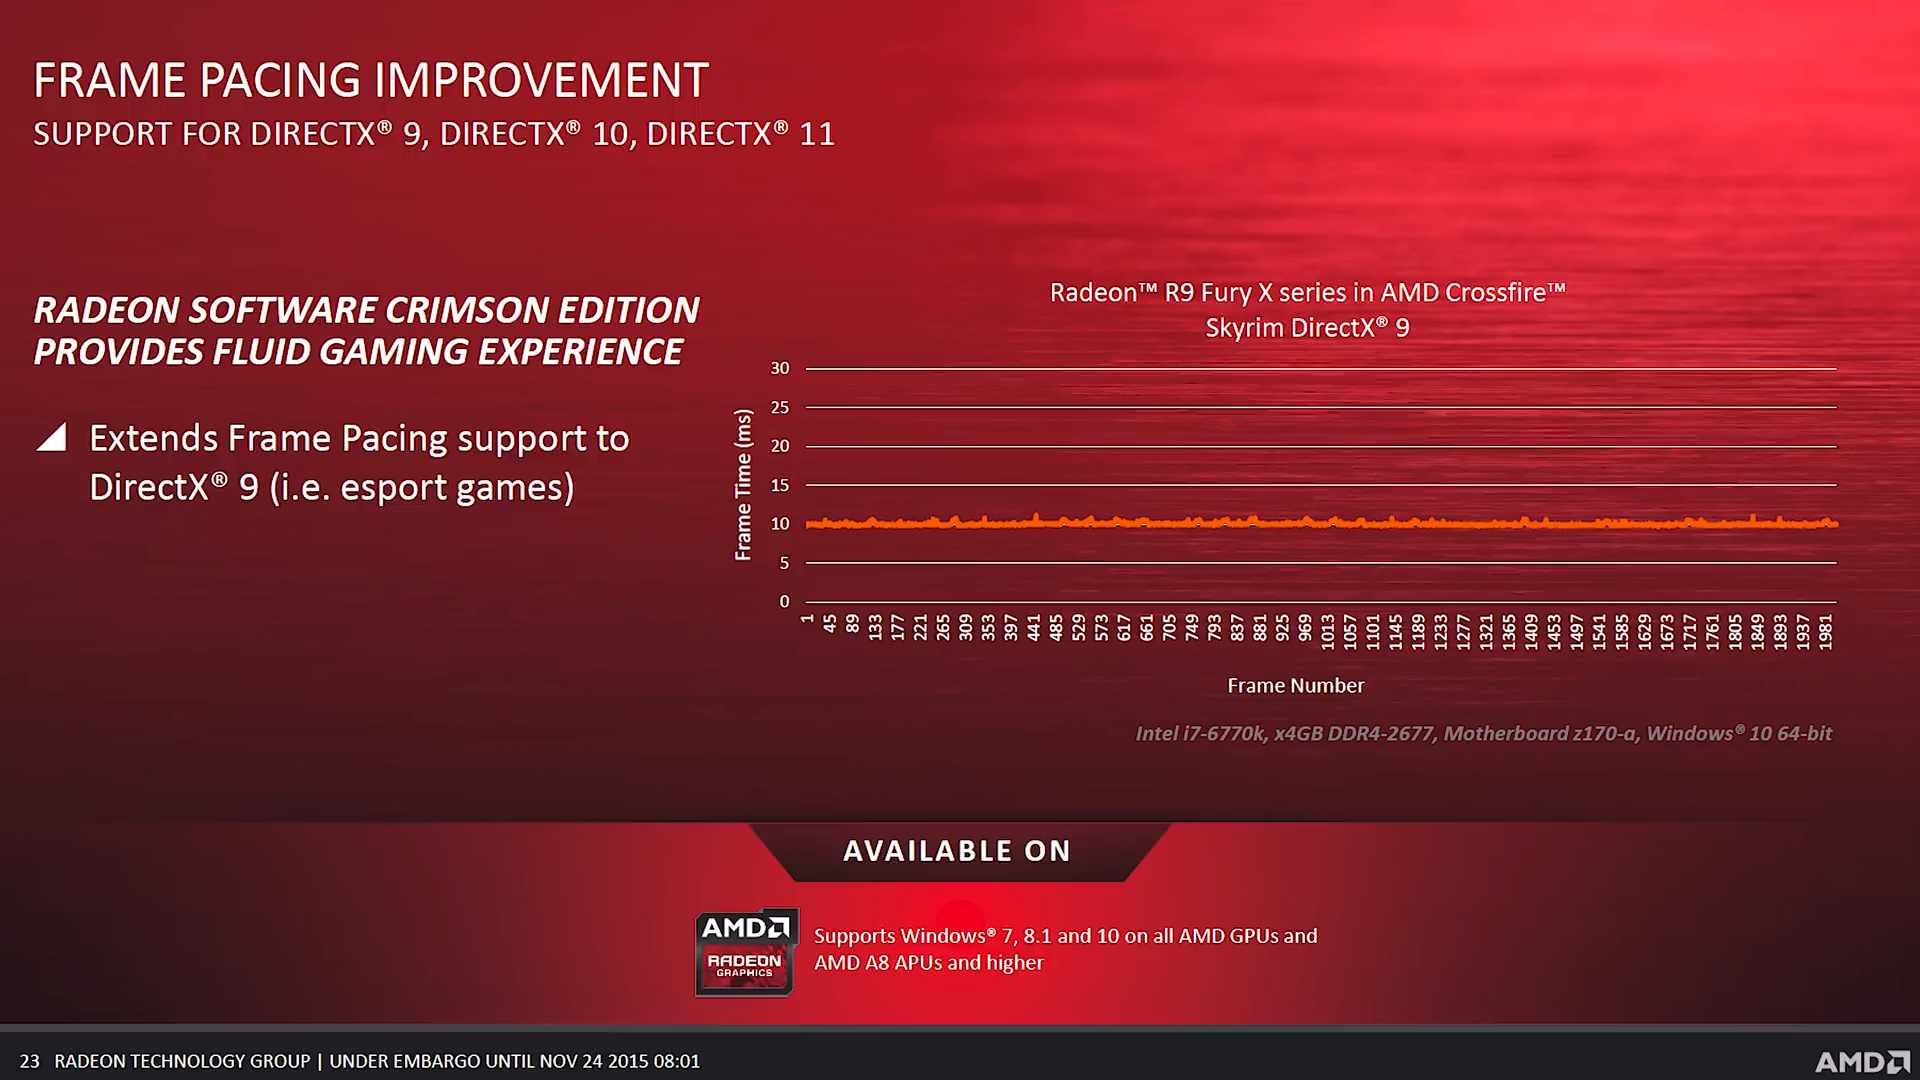 FRAME PACING IMPROVEMENT
SUPPORT FOR DIRECTX® 9, DIRECTX® 10, DIRECTX® 11
RADEON SOFTWARE CRIMSON EDITION
PROVIDES FLUID GAMING EXPERIENCE
Extends Frame Pacing support to
DirectX® 9 (i.e. esport games)
Radeon™ R9 Fury X series in AMD Crossfire™
Skyrim DirectX® 9
Frame Time (ms)
30
25
20
15
10
5
0
1 45 89 133 177 221 265 309 353 397 441 485 529 573 617 661 705 749 793 837 881 925 969 1013 1057 1101 1145 1189 1233 1277 1321 1365 1409 1453 1497 1541 1585 1629 1673 1717 1761 1805 1849 1893 1937 1981
Frame Number
Intel i7-6770k, x4GB DDR4-2677, Motherboard z170-a, Windows® 10 64-bit
AVAILABLE ON
AMD
RADEON
GRAPHICS
Supports Windows® 7, 8.1 and 10 on all AMD GPUs and
AMD A8 APUs and higher
23 RADEON TECHNOLOGY GROUP | UNDER EMBARGO UNTIL NOV 24 2015 08:01
AMD